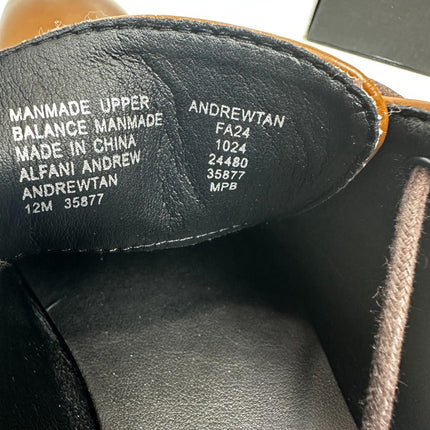 MANMADE UPPER
BALANCE MANMADE
MADE IN CHINA
ALFANI ANDREW
ANDREWTAN
12M 35877
ANDREWTAN
FA24
1024
24480
35877
MPB